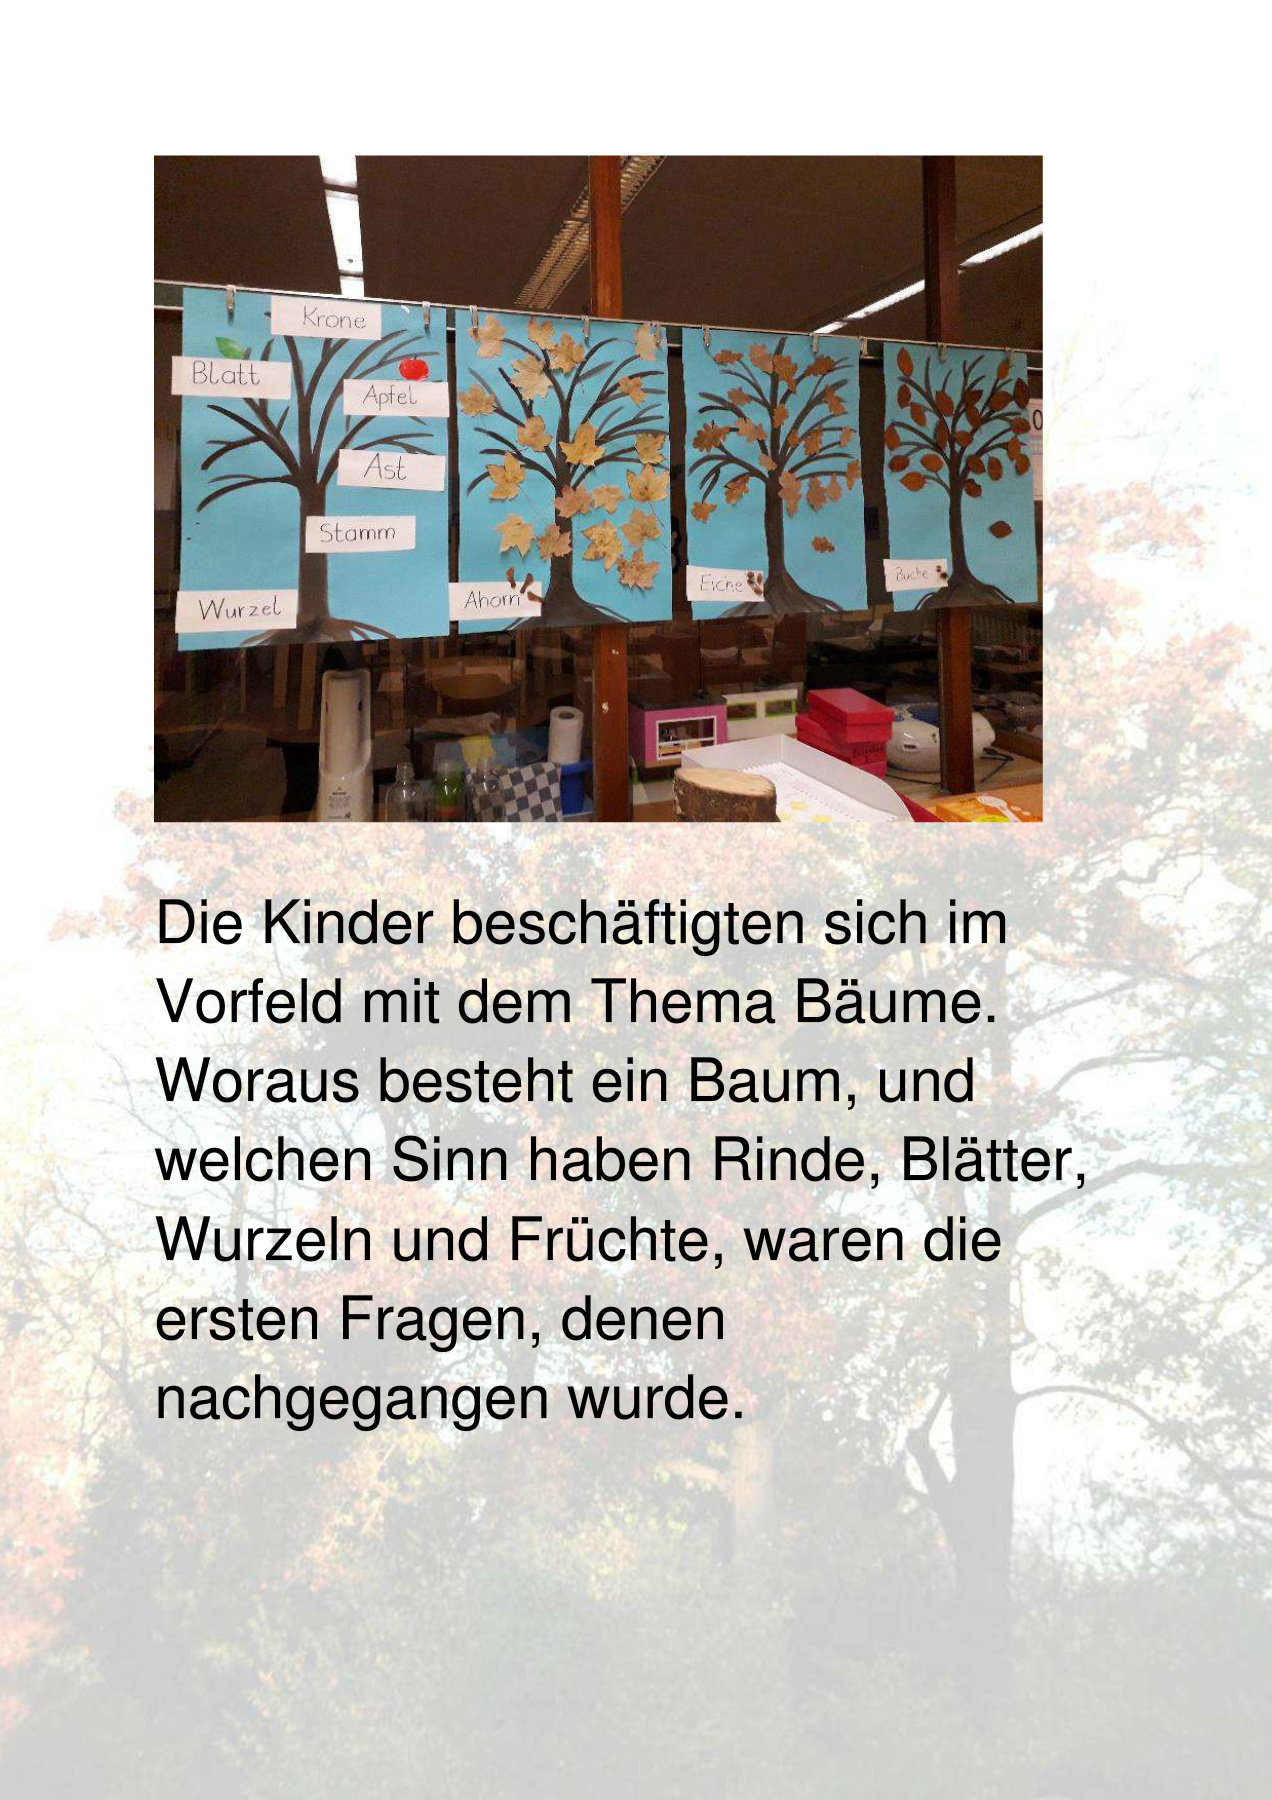 Krone
Blatt
Apfel
Ast
Stamm
Wurzel
Ahorn
Eiche
Buche
Die Kinder beschäftigten sich im
Vorfeld mit dem Thema Bäume.
Woraus besteht ein Baum, und
welchen Sinn haben Rinde, Blätter,
Wurzeln und Früchte, waren die
ersten Fragen, denen
nachgegangen wurde.